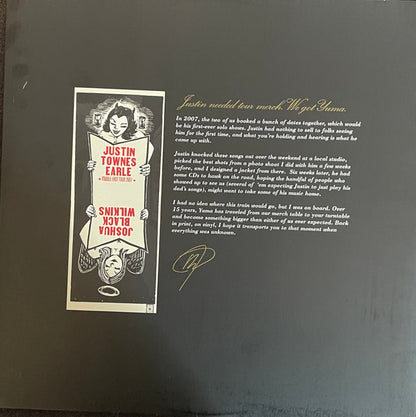 Justin needed tour merch. We got Yuma.
In 2007, the two of us booked a bunch of dates together, which would
be his first-ever solo shows. Justin had nothing to sell to folks seeing
him for the first time, and what you're holding and hearing is what he
came up with.
Justin knocked these songs out over the weekend at a local studio,
picked the best shots from a photo shoot I did with him a few weeks
before, and I designed a jacket from there. Six weeks later, he had
some CDs to hawk on the road, hoping the handful of people who
showed up to see us (several of 'em expecting Justin to just play his
dad's songs), might want to take some of his music home.
I had no idea where this train would go, but I was on board. Over
15 years, Yuma has traveled from our merch table to your turntable
and become something bigger than either of us ever expected. Back
in print, on vinyl, I hope it transports you to that moment when
everything was unknown.
JUSTIN
TOWNES
EARLE
JOSHUA
BLACK
WILKINS